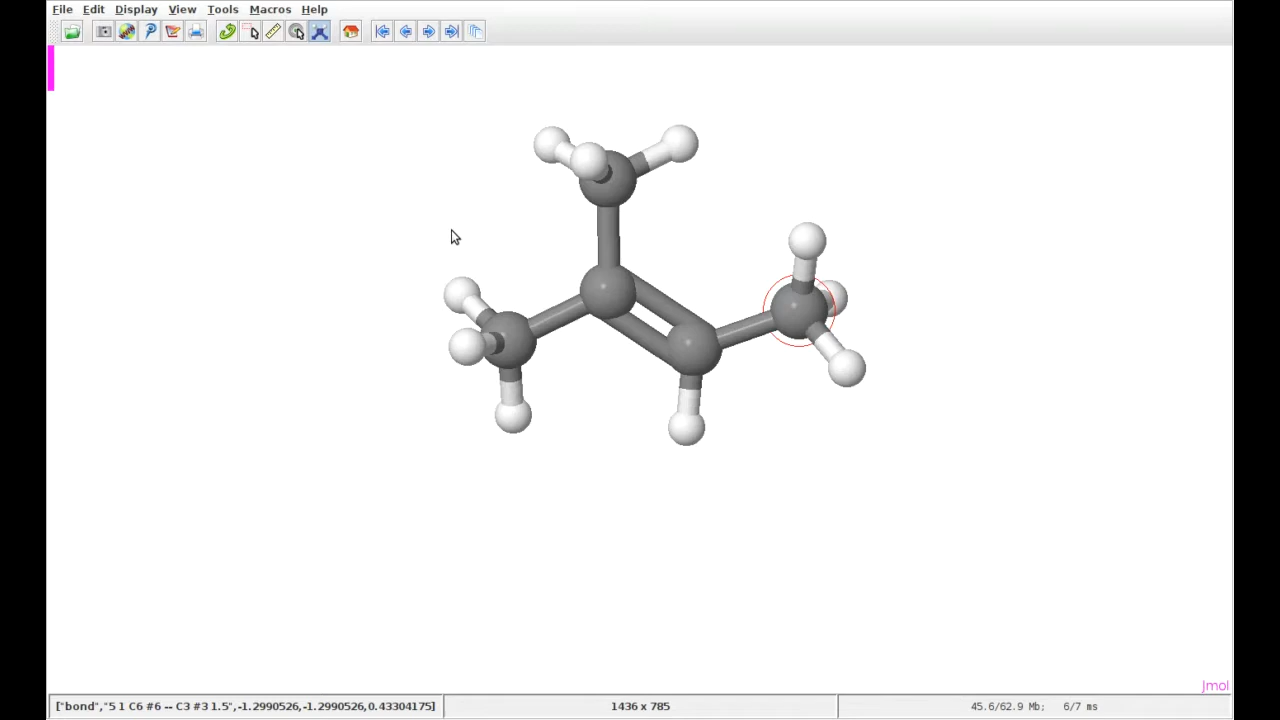 File Edit Display View Tools Macros Help
Jmol
["bond","5 1 C6 #6 -- C3 #3 1.5",-1.2990526,-1.2990526,0.43304175]
1436 x 785
45.6/62.9 Mb; 6/7 ms